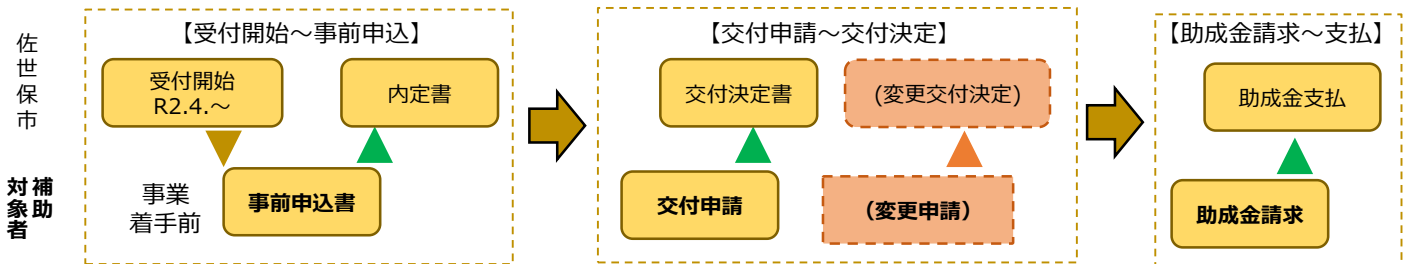 佐世保市
【受付開始～事前申込】
受付開始
R2.4.～
内定書
補助対象者
事業
着手前
事前申込書
【交付申請～交付決定】
交付決定書
(変更交付決定)
交付申請
(変更申請)
【助成金請求～支払】
助成金支払
助成金請求